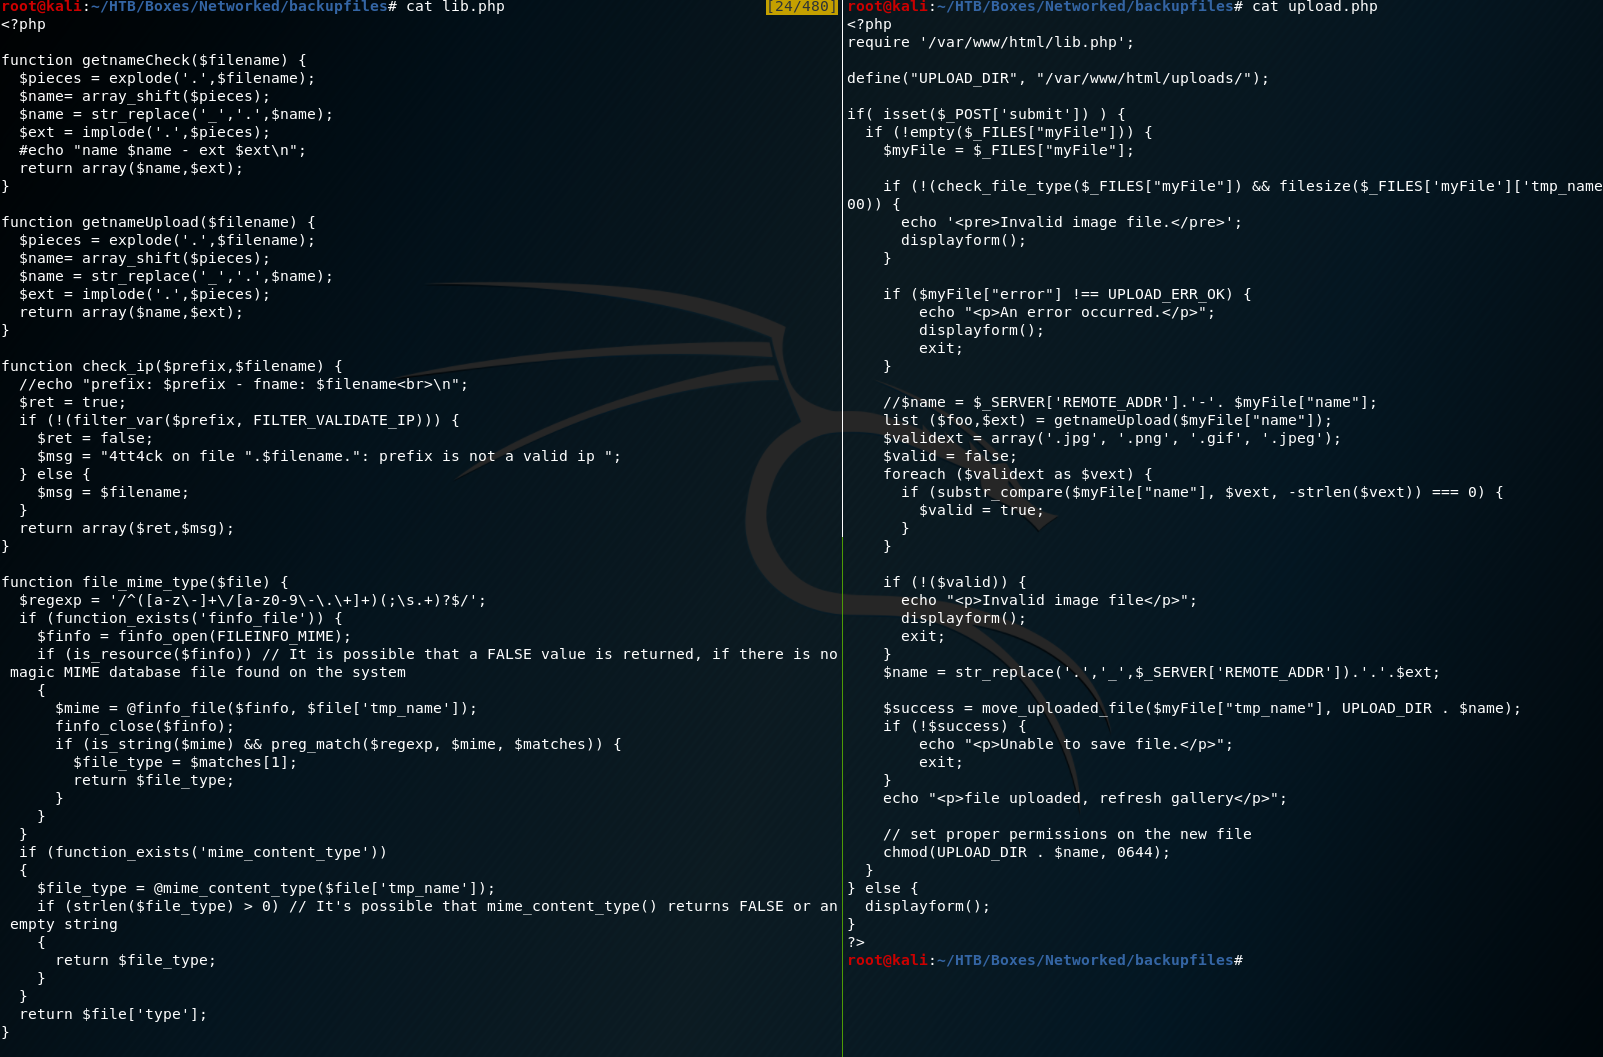 root@kali:~/HTB/Boxes/Networked/backupfiles# cat lib.php
[24/480]
<?php

function getnameCheck($filename) {
  $pieces = explode('.',$filename);
  $name= array_shift($pieces);
  $name = str_replace('_','.',$name);
  $ext = implode('.',$pieces);
  #echo "name $name - ext $ext\n";
  return array($name,$ext);
}

function getnameUpload($filename) {
  $pieces = explode('.',$filename);
  $name= array_shift($pieces);
  $name = str_replace('_','.',$name);
  $ext = implode('.',$pieces);
  return array($name,$ext);
}

function check_ip($prefix,$filename) {
  //echo "prefix: $prefix - fname: $filename<br>\n";
  $ret = true;
  if (!(filter_var($prefix, FILTER_VALIDATE_IP))) {
    $ret = false;
    $msg = "4tt4ck on file ".$filename.": prefix is not a valid ip ";
  } else {
    $msg = $filename;
  }
  return array($ret,$msg);
}

function file_mime_type($file) {
  $regexp = '/^([a-z\-]+\/[a-z0-9\-\.\+]+)(;\s.+)?$/';
  if (function_exists('finfo_file')) {
    $finfo = finfo_open(FILEINFO_MIME);
    if (is_resource($finfo)) // It is possible that a FALSE value is returned, if there is no
 magic MIME database file found on the system
    {
      $mime = @finfo_file($finfo, $file['tmp_name']);
      finfo_close($finfo);
      if (is_string($mime) && preg_match($regexp, $mime, $matches)) {
        $file_type = $matches[1];
        return $file_type;
      }
    }
  }
  if (function_exists('mime_content_type'))
  {
    $file_type = @mime_content_type($file['tmp_name']);
    if (strlen($file_type) > 0) // It's possible that mime_content_type() returns FALSE or an
 empty string
    {
      return $file_type;
    }
  }
  return $file['type'];
}
root@kali:~/HTB/Boxes/Networked/backupfiles# cat upload.php
<?php
require '/var/www/html/lib.php';

define("UPLOAD_DIR", "/var/www/html/uploads/");

if( isset($_POST['submit']) ) {
  if (!empty($_FILES["myFile"])) {
    $myFile = $_FILES["myFile"];

    if (!(check_file_type($_FILES["myFile"]) && filesize($_FILES['myFile']['tmp_name
00)) {
      echo '<pre>Invalid image file.</pre>';
      displayform();
    }

    if ($myFile["error"] !== UPLOAD_ERR_OK) {
        echo "<p>An error occurred.</p>";
        displayform();
        exit;
    }

    //$name = $_SERVER['REMOTE_ADDR'].'-'. $myFile["name"];
    list ($foo,$ext) = getnameUpload($myFile["name"]);
    $validext = array('.jpg', '.png', '.gif', '.jpeg');
    $valid = false;
    foreach ($validext as $vext) {
      if (substr_compare($myFile["name"], $vext, -strlen($vext)) === 0) {
        $valid = true;
      }
    }

    if (!($valid)) {
      echo "<p>Invalid image file</p>";
      displayform();
      exit;
    }
    $name = str_replace('.','_',$_SERVER['REMOTE_ADDR']).'.'.$ext;

    $success = move_uploaded_file($myFile["tmp_name"], UPLOAD_DIR . $name);
    if (!$success) {
        echo "<p>Unable to save file.</p>";
        exit;
    }
    echo "<p>file uploaded, refresh gallery</p>";

    // set proper permissions on the new file
    chmod(UPLOAD_DIR . $name, 0644);
  }
} else {
  displayform();
}
?>
root@kali:~/HTB/Boxes/Networked/backupfiles#